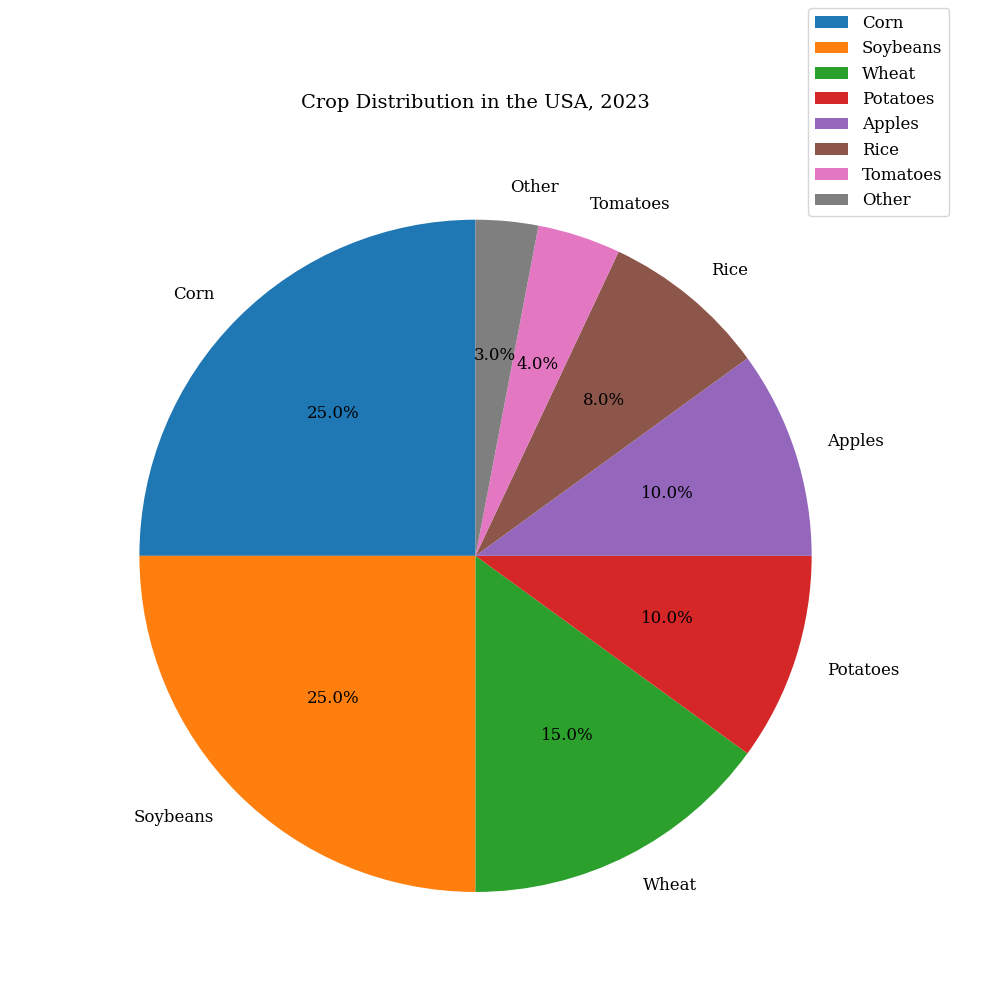 Corn
Soybeans
Wheat
Potatoes
Apples
Rice
Tomatoes
Other
Crop Distribution in the USA, 2023
Other
Tomatoes
Rice
Corn
3.0%
4.0%
8.0%
25.0%
Apples
10.0%
10.0%
Potatoes
25.0%
15.0%
Soybeans
Wheat